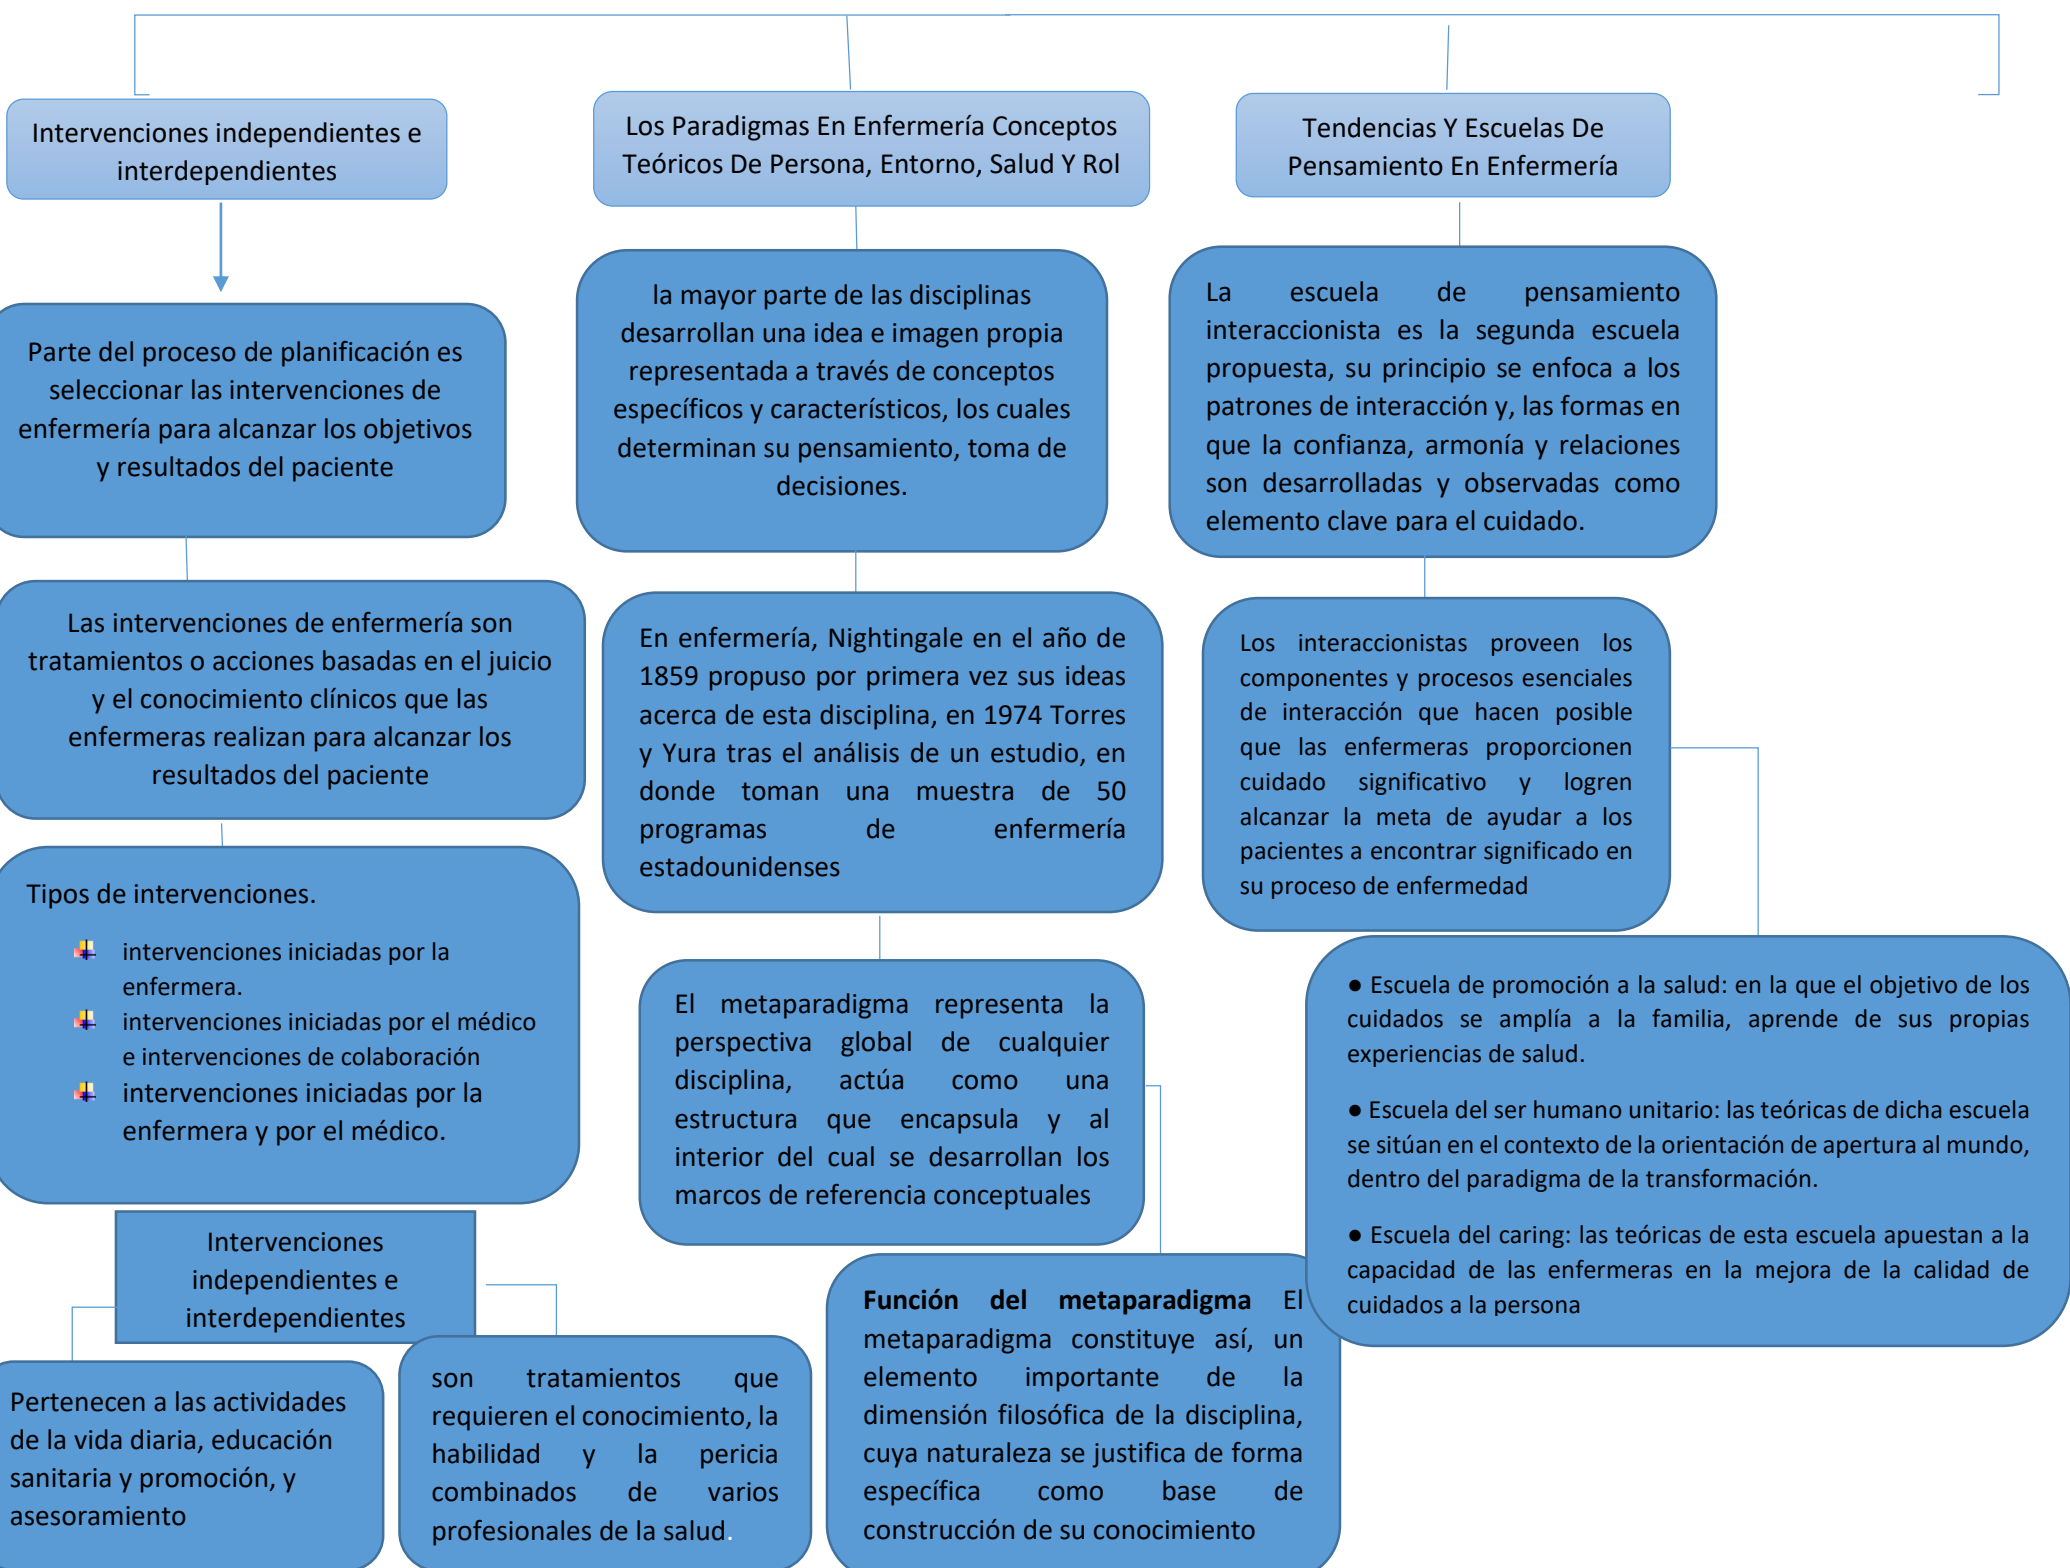 Intervenciones independientes e
interdependientes
Parte del proceso de planificación es
seleccionar las intervenciones de
enfermería para alcanzar los objetivos
y resultados del paciente
Las intervenciones de enfermería son
tratamientos o acciones basadas en el juicio
y el conocimiento clínicos que las
enfermeras realizan para alcanzar los
resultados del paciente
Tipos de intervenciones.
intervenciones iniciadas por la
enfermera.
intervenciones iniciadas por el médico
e intervenciones de colaboración
intervenciones iniciadas por la
enfermera y por el médico.
Intervenciones
independientes e
interdependientes
Pertenecen a las actividades
de la vida diaria, educación
sanitaria y promoción, y
asesoramiento
son tratamientos que
requieren el conocimiento, la
habilidad y la pericia
combinados de varios
profesionales de la salud.
Los Paradigmas En Enfermería Conceptos
Teóricos De Persona, Entorno, Salud Y Rol
la mayor parte de las disciplinas
desarrollan una idea e imagen propia
representada a través de conceptos
específicos y característicos, los cuales
determinan su pensamiento, toma de
decisiones.
En enfermería, Nightingale en el año de
1859 propuso por primera vez sus ideas
acerca de esta disciplina, en 1974 Torres
y Yura tras el análisis de un estudio, en
donde toman una muestra de 50
programas de enfermería
estadounidenses
El metaparadigma representa la
perspectiva global de cualquier
disciplina, actúa como una
estructura que encapsula y al
interior del cual se desarrollan los
marcos de referencia conceptuales
Función del metaparadigma El
metaparadigma constituye así, un
elemento importante de la
dimensión filosófica de la disciplina,
cuya naturaleza se justifica de forma
específica como base de
construcción de su conocimiento
Tendencias Y Escuelas De
Pensamiento En Enfermería
La escuela de pensamiento
interaccionista es la segunda escuela
propuesta, su principio se enfoca a los
patrones de interacción y, las formas en
que la confianza, armonía y relaciones
son desarrolladas y observadas como
elemento clave para el cuidado.
Los interaccionistas proveen los
componentes y procesos esenciales
de interacción que hacen posible
que las enfermeras proporcionen
cuidado significativo y logren
alcanzar la meta de ayudar a los
pacientes a encontrar significado en
su proceso de enfermedad
● Escuela de promoción a la salud: en la que el objetivo de los
cuidados se amplía a la familia, aprende de sus propias
experiencias de salud.
● Escuela del ser humano unitario: las teóricas de dicha escuela
se sitúan en el contexto de la orientación de apertura al mundo,
dentro del paradigma de la transformación.
● Escuela del caring: las teóricas de esta escuela apuestan a la
capacidad de las enfermeras en la mejora de la calidad de
cuidados a la persona